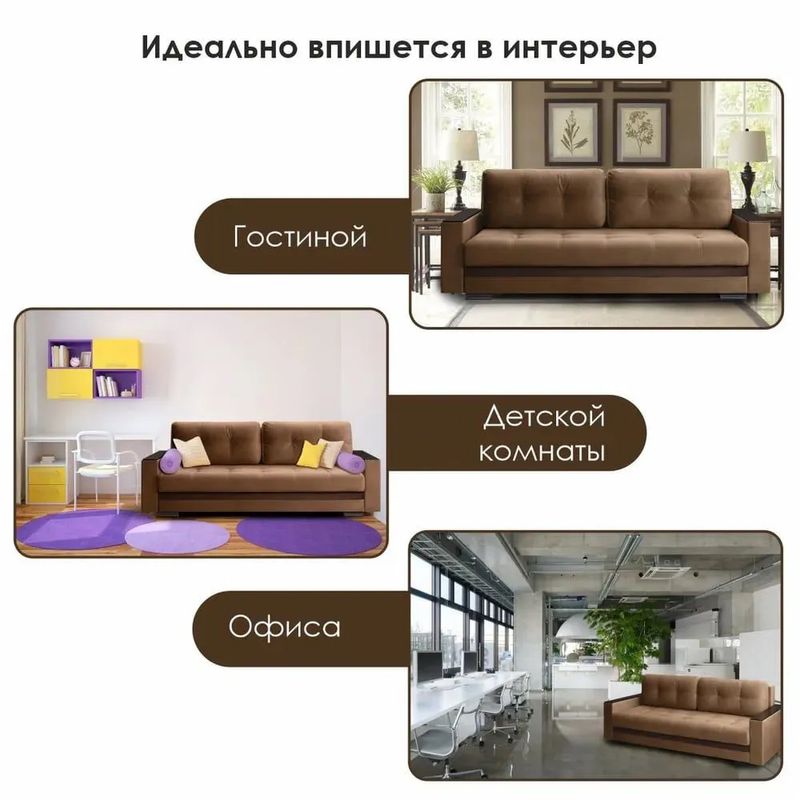 Идеально впишется в интерьер
Гостиной
Детской
комнаты
Офиса